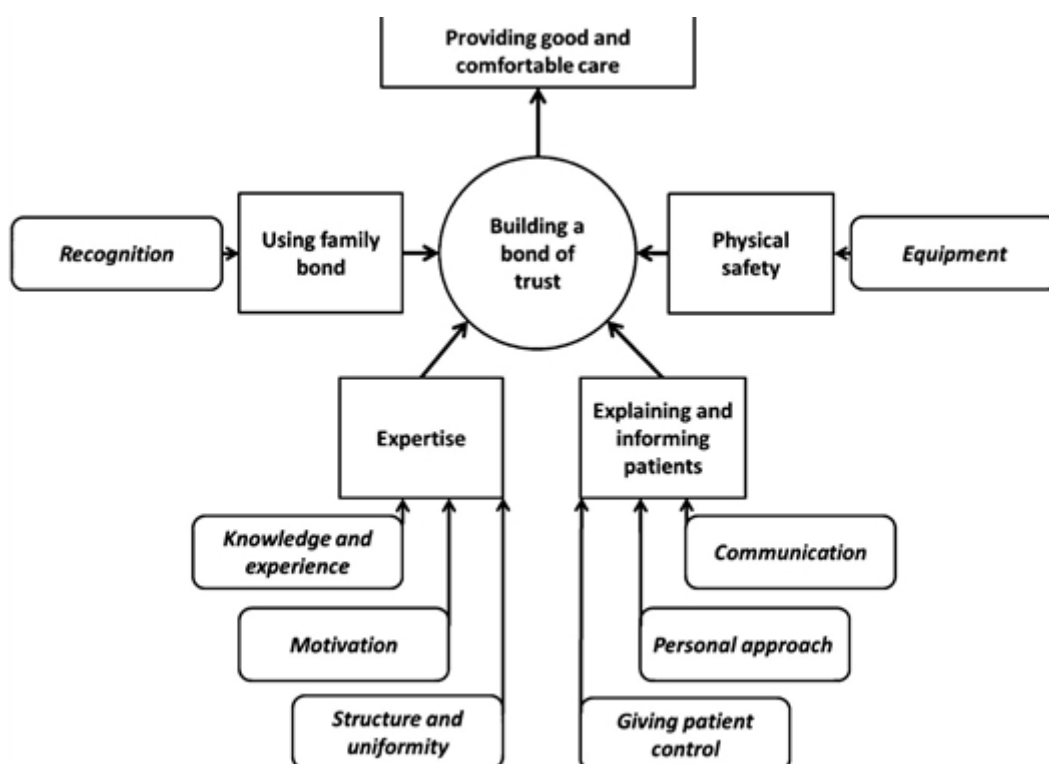 Providing good and
comfortable care
Recognition
Using family
bond
Building a
bond of
trust
Physical
safety
Equipment
Expertise
Explaining and
informing
patients
Knowledge and
experience
Communication
Motivation
Personal approach
Structure and
uniformity
Giving patient
control